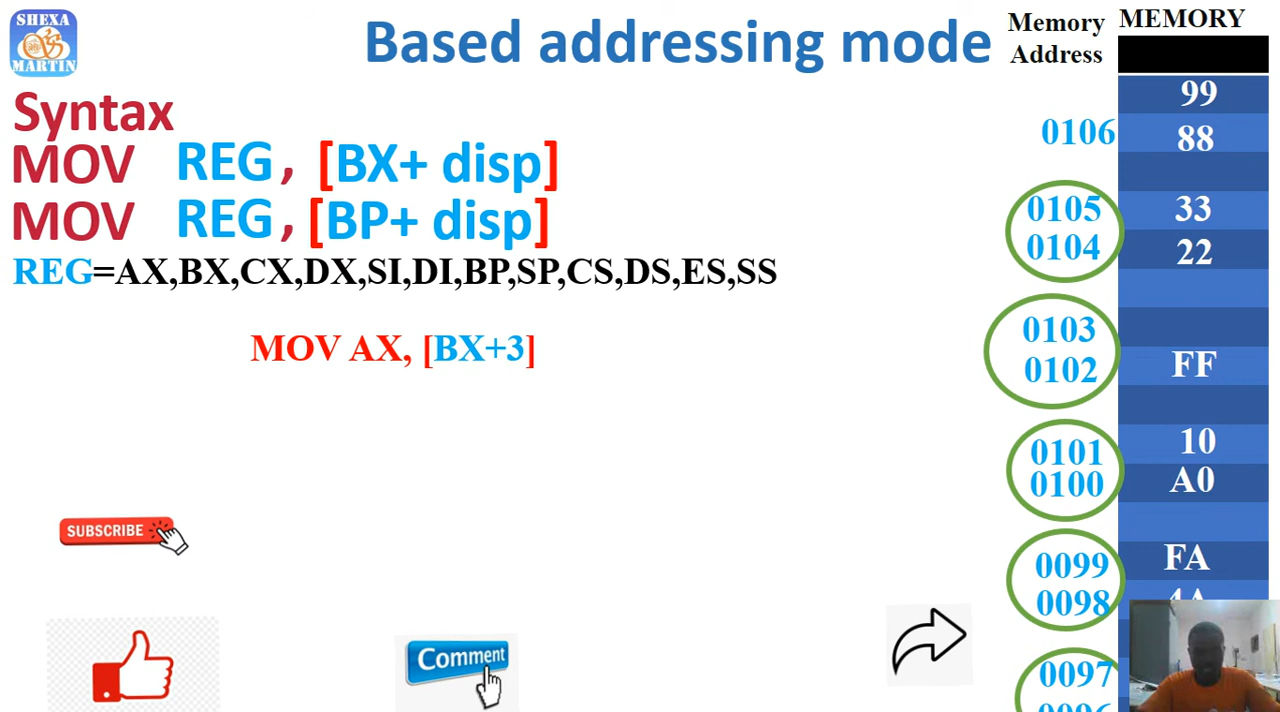 SHEXA
MARTIN
Based addressing mode
Syntax
MOV REG, [BX+ disp]
MOV REG, [BP+ disp]
REG=AX,BX,CX,DX,SI,DI,BP,SP,CS,DS,ES,SS
MOV AX, [BX+3]
SUBSCRIBE
Comment
Memory
Address
MEMORY
99
0106 88
0105 33
0104 22
0103
0102 FF
0101 10
0100 A0
0099 FA
0098
0097